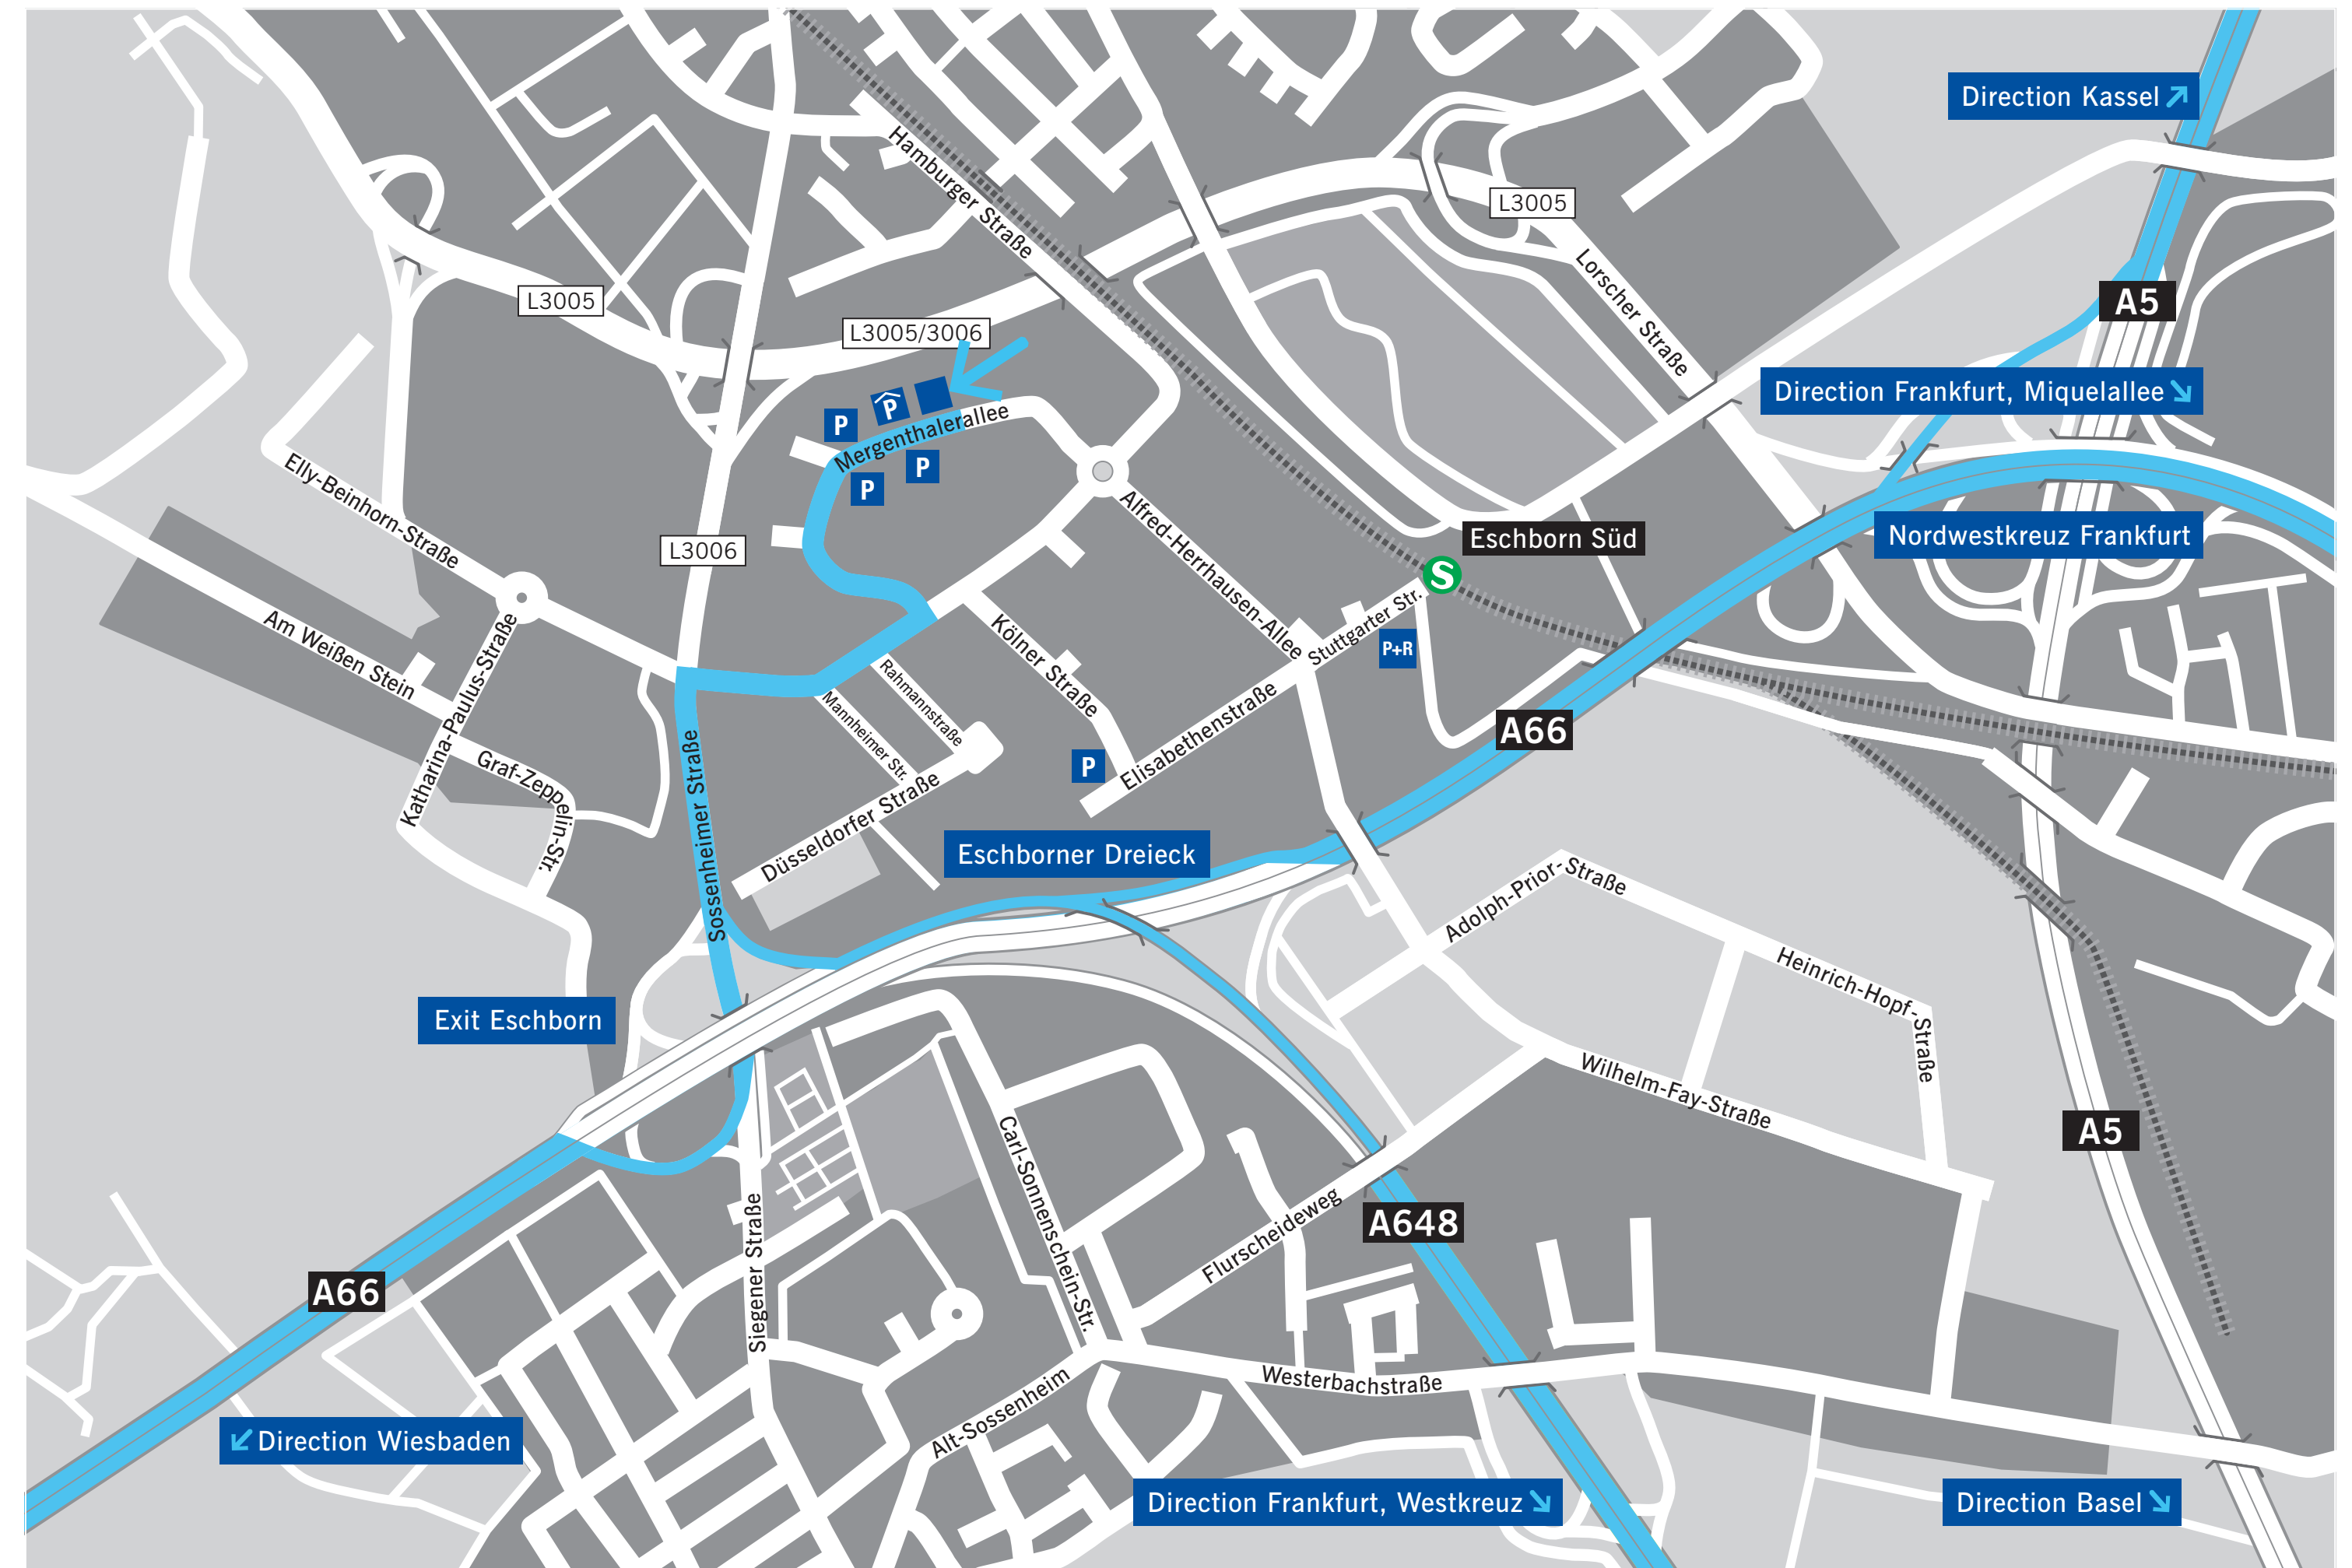 Direction Kassel
Hamburger Straße
L3005
L3005
Lorscher Straße
A5
L3005/3006
Direction Frankfurt, Miquelallee
P
P
Mergenthalerallee
P
P
Elly-Beinhorn-Straße
Alfred-Herrhausen-Allee
Eschborn Süd
S
Nordwestkreuz Frankfurt
L3006
Am Weißen Stein
Katharina-Paulus-Straße
Kölner Straße
Stuttgarter Str.
P+R
Rahmannstraße
Mannheimer Str.
Elisabethenstraße
A66
Graf-Zeppelin-Str.
Sossenheimer Straße
P
Düsseldorfer Straße
Eschborner Dreieck
Adolph-Prior-Straße
Heinrich-Hopf-Straße
Exit Eschborn
Wilhelm-Fay-Straße
A5
Carl-Sonnenschein-Str.
Siegener Straße
Flurscheideweg
A648
A66
Westerbachstraße
Alt-Sossenheim
Direction Wiesbaden
Direction Frankfurt, Westkreuz
Direction Basel